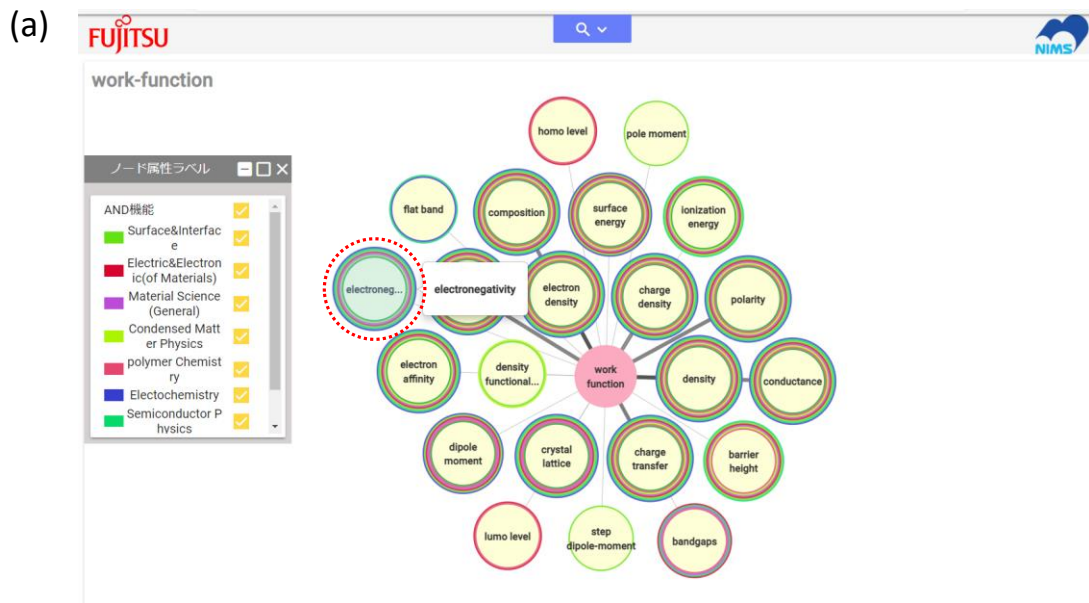 (a)
FUJITSU
NIMS
work-function
ノード属性ラベル
AND機能
Surface&Interfac
e
Electric&Electron
ic(of Materials)
Material Science
(General)
Condensed Matt
er Physics
polymer Chemist
ry
Electochemistry
Semiconductor P
hysics
homo level
pole moment
flat band
composition
surface
energy
ionization
energy
electroneg...
electronegativity
electron
density
charge
density
polarity
electron
affinity
density
functional...
work
function
density
conductance
dipole
moment
crystal
lattice
charge
transfer
barrier
height
lumo level
step
dipole-moment
bandgaps